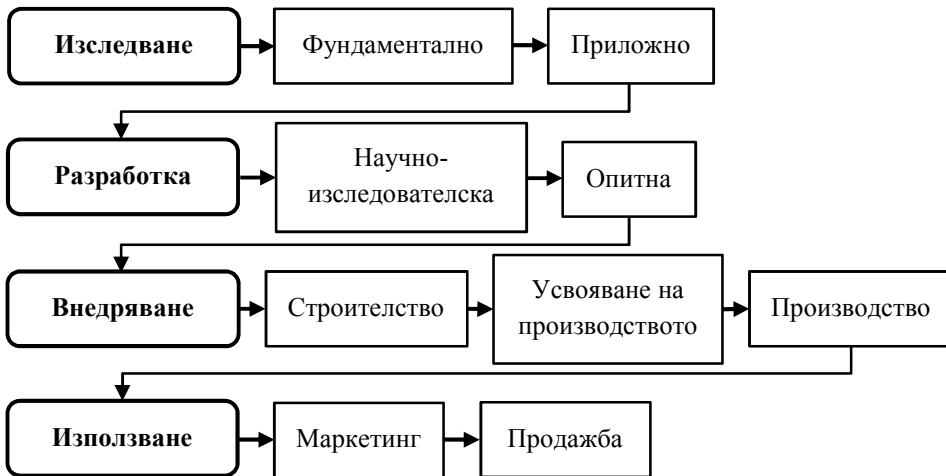 Изследване
Фундаментално
Приложно
Разработка
Научно-
изследователска
Опитна
Внедряване
Строителство
Усвояване на
производството
Производство
Използване
Маркетинг
Продажба